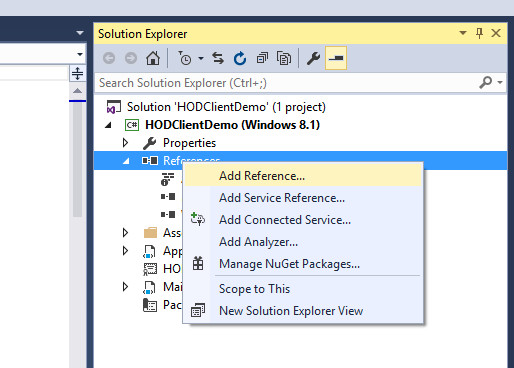 Solution Explorer
Search Solution Explorer (Ctrl+;)
Solution 'HODClientDemo' (1 project)
C# HODClientDemo (Windows 8.1)
Properties
References
Add Reference...
Add Service Reference...
Add Connected Service...
Ass
Add Analyzer...
App
Manage NuGet Packages...
HO
Mai
Scope to This
Pac
New Solution Explorer View